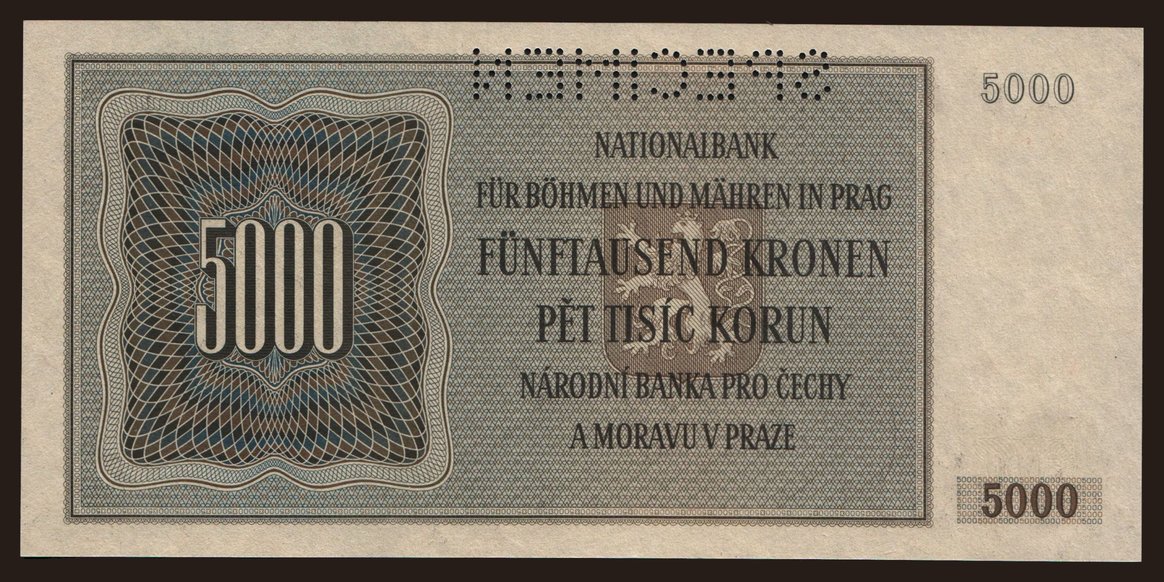 SPECIMEN
5000
NATIONALBANK
FÜR BÖHMEN UND MÄHREN IN PRAG
FÜNFTAUSEND KRONEN
5000
PĚT TISÍC KORUN
NÁRODNÍ BANKA PRO ČECHY
A MORAVU V PRAZE
5000